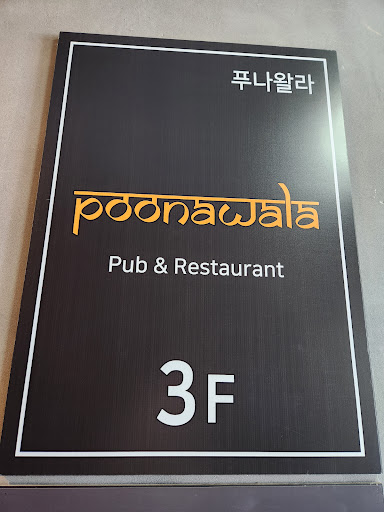 푸나왈라
poonawala
Pub & Restaurant
3F